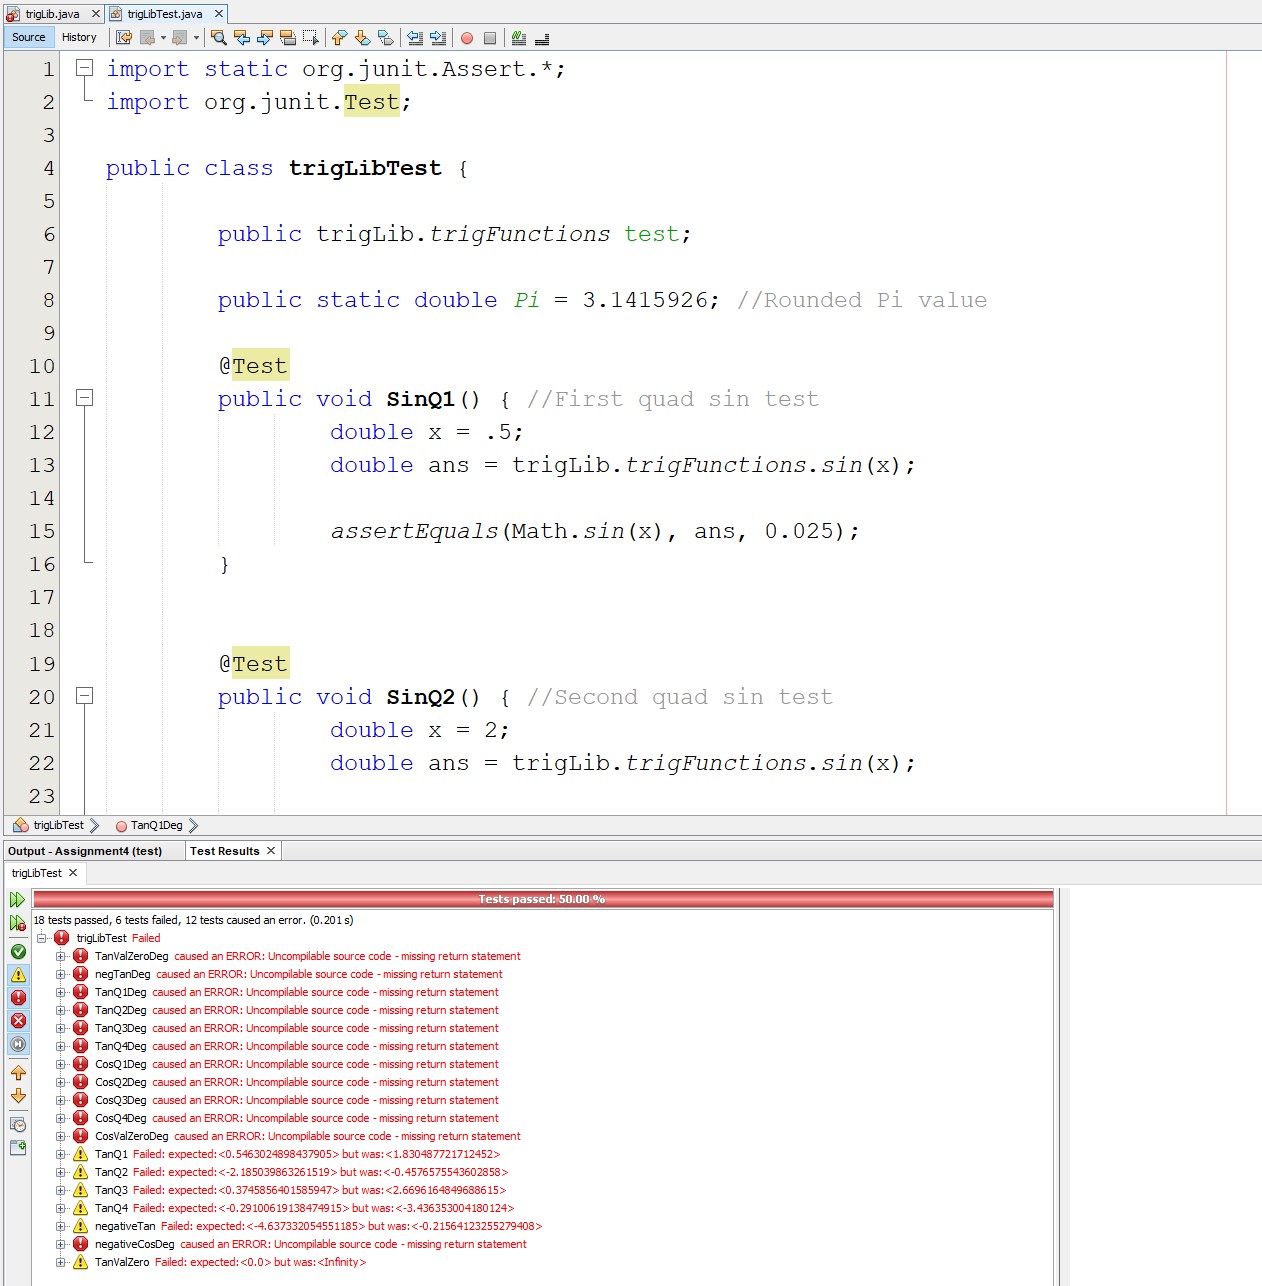 trigLib.java × trigLibTest.java ×
Source History
1 import static org.junit.Assert.*;
2 import org.junit.Test;
3
4 public class trigLibTest {
5
6 public trigLib.trigFunctions test;
7
8 public static double Pi = 3.1415926; //Rounded Pi value
9
10 @Test
11 public void SinQ1() { //First quad sin test
12 double x = .5;
13 double ans = trigLib.trigFunctions.sin(x);
14
15 assertEquals(Math.sin(x), ans, 0.025);
16 }
17
18
19 @Test
20 public void SinQ2() { //Second quad sin test
21 double x = 2;
22 double ans = trigLib.trigFunctions.sin(x);
23
trigLibTest TanQ1Deg
Output - Assignment4 (test) Test Results ×
trigLibTest ×
Tests passed: 50.00 %
18 tests passed, 6 tests failed, 12 tests caused an error. (0.201 s)
trigLibTest Failed
TanValZeroDeg caused an ERROR: Uncompilable source code - missing return statement
negTanDeg caused an ERROR: Uncompilable source code - missing return statement
TanQ1Deg caused an ERROR: Uncompilable source code - missing return statement
TanQ2Deg caused an ERROR: Uncompilable source code - missing return statement
TanQ3Deg caused an ERROR: Uncompilable source code - missing return statement
TanQ4Deg caused an ERROR: Uncompilable source code - missing return statement
CosQ1Deg caused an ERROR: Uncompilable source code - missing return statement
CosQ2Deg caused an ERROR: Uncompilable source code - missing return statement
CosQ3Deg caused an ERROR: Uncompilable source code - missing return statement
CosQ4Deg caused an ERROR: Uncompilable source code - missing return statement
CosValZeroDeg caused an ERROR: Uncompilable source code - missing return statement
TanQ1 Failed: expected:<0.5463024898437905> but was:<1.830487721712452>
TanQ2 Failed: expected:<-2.185039863261519> but was:<-0.4576575543602858>
TanQ3 Failed: expected:<0.3745856401585947> but was:<2.6696164849688615>
TanQ4 Failed: expected:<-0.29100619138474915> but was:<-3.436353004180124>
negativeTan Failed: expected:<-4.637332054551185> but was:<-0.21564123255279408>
negativeCosDeg caused an ERROR: Uncompilable source code - missing return statement
TanValZero Failed: expected:<0.0> but was:<Infinity>